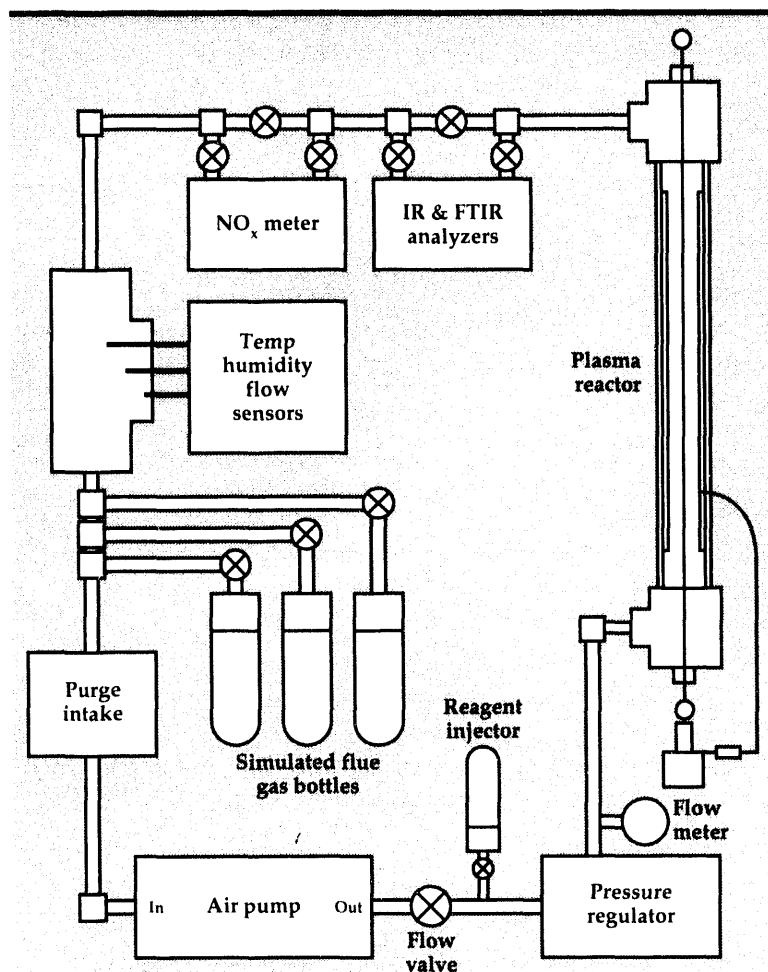 NOx meter
IR & FTIR
analyzers
Temp
humidity
flow
sensors
Plasma
reactor
Purge
intake
Simulated flue
gas bottles
Reagent
injector
Flow
meter
In
Air pump
Out
Flow
valve
Pressure
regulator